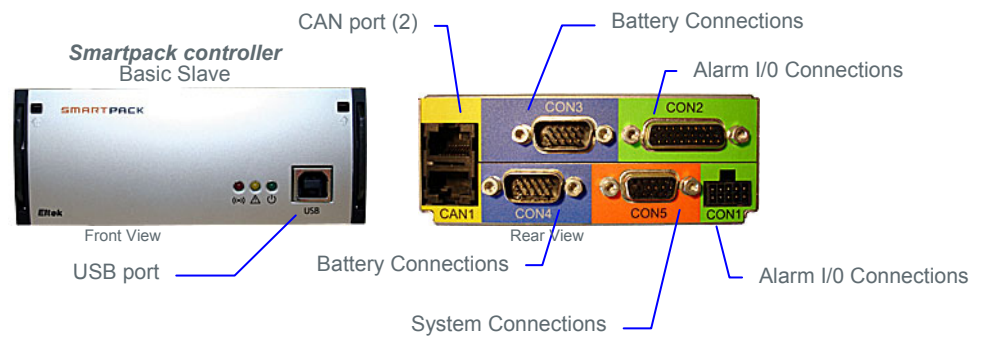 CAN port (2)
Battery Connections
Smartpack controller
Basic Slave
Alarm I/0 Connections
SMARTPACK
CON3
CON2
Eltek
USB
CAN1
CON4
CON5
CON1
Front View
Rear View
USB port
Battery Connections
Alarm I/0 Connections
System Connections